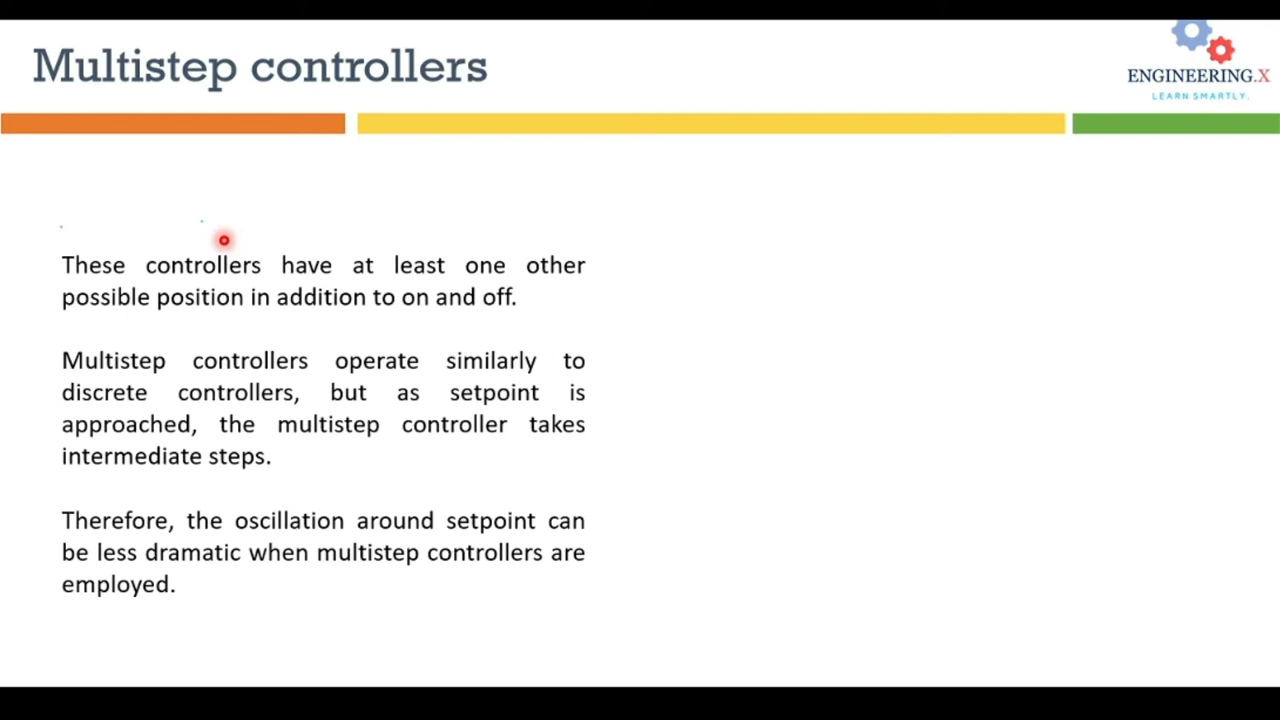 Multistep controllers
ENGINEERING.X
LEARN SMARTLY.
These controllers have at least one other
possible position in addition to on and off.
Multistep controllers operate similarly to
discrete controllers, but as setpoint is
approached, the multistep controller takes
intermediate steps.
Therefore, the oscillation around setpoint can
be less dramatic when multistep controllers are
employed.